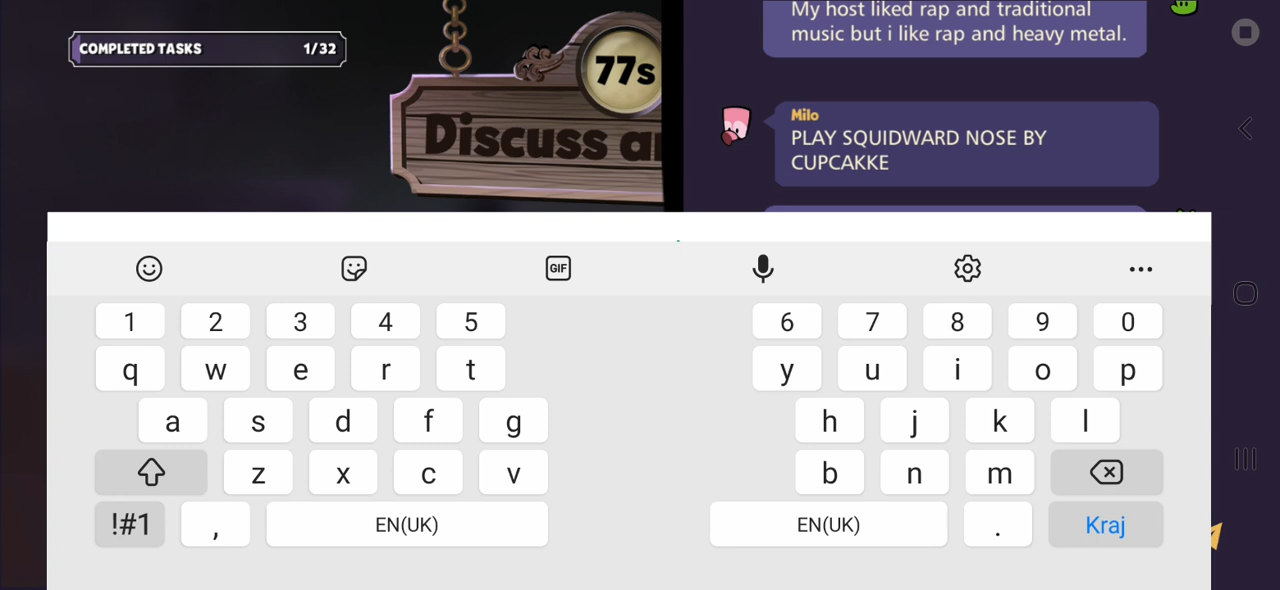 COMPLETED TASKS 1/32
77s
Discuss a
My host liked rap and traditional
music but i like rap and heavy metal.
Milo
PLAY SQUIDWARD NOSE BY
CUPCAKKE
GIF
1 2 3 4 5 6 7 8 9 0
q w e r t y u i o p
a s d f g h j k l
z x c v b n m
!#1 , EN(UK) EN(UK) . Kraj